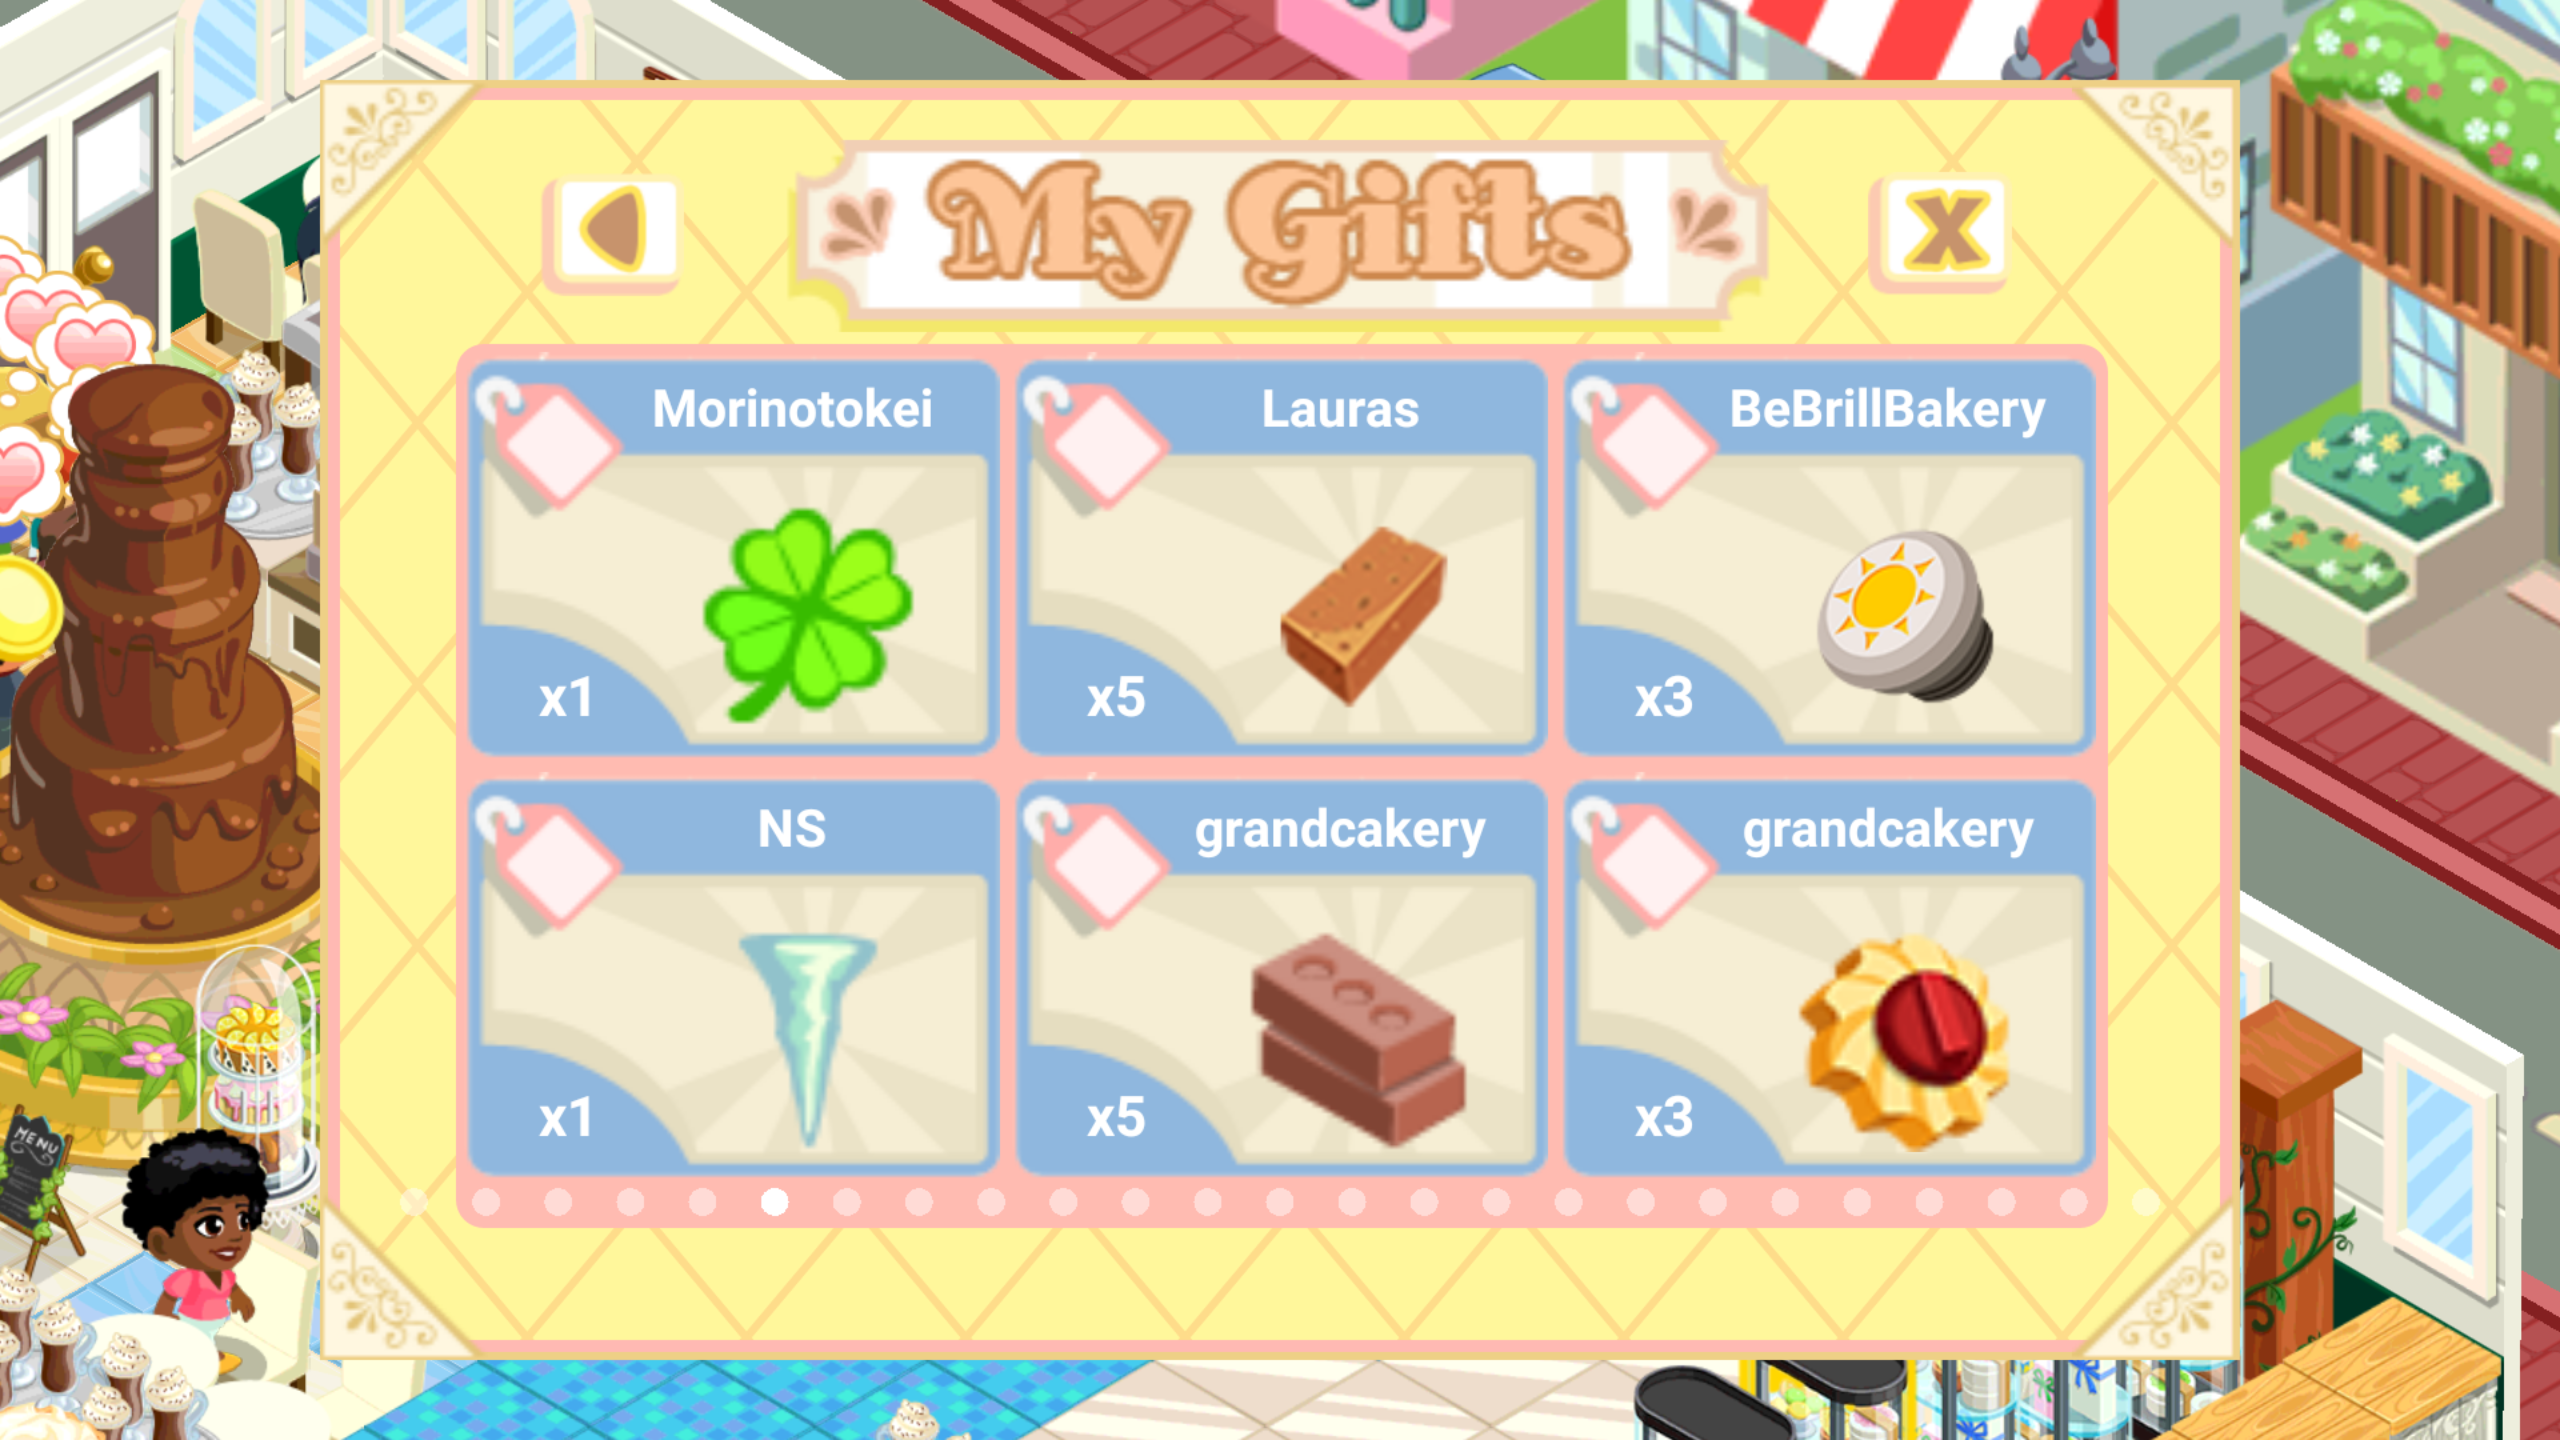 My Gifts
X
Morinotokei
Lauras
BeBrillBakery
x1
x5
x3
NS
grandcakery
grandcakery
x1
x5
x3
MENU